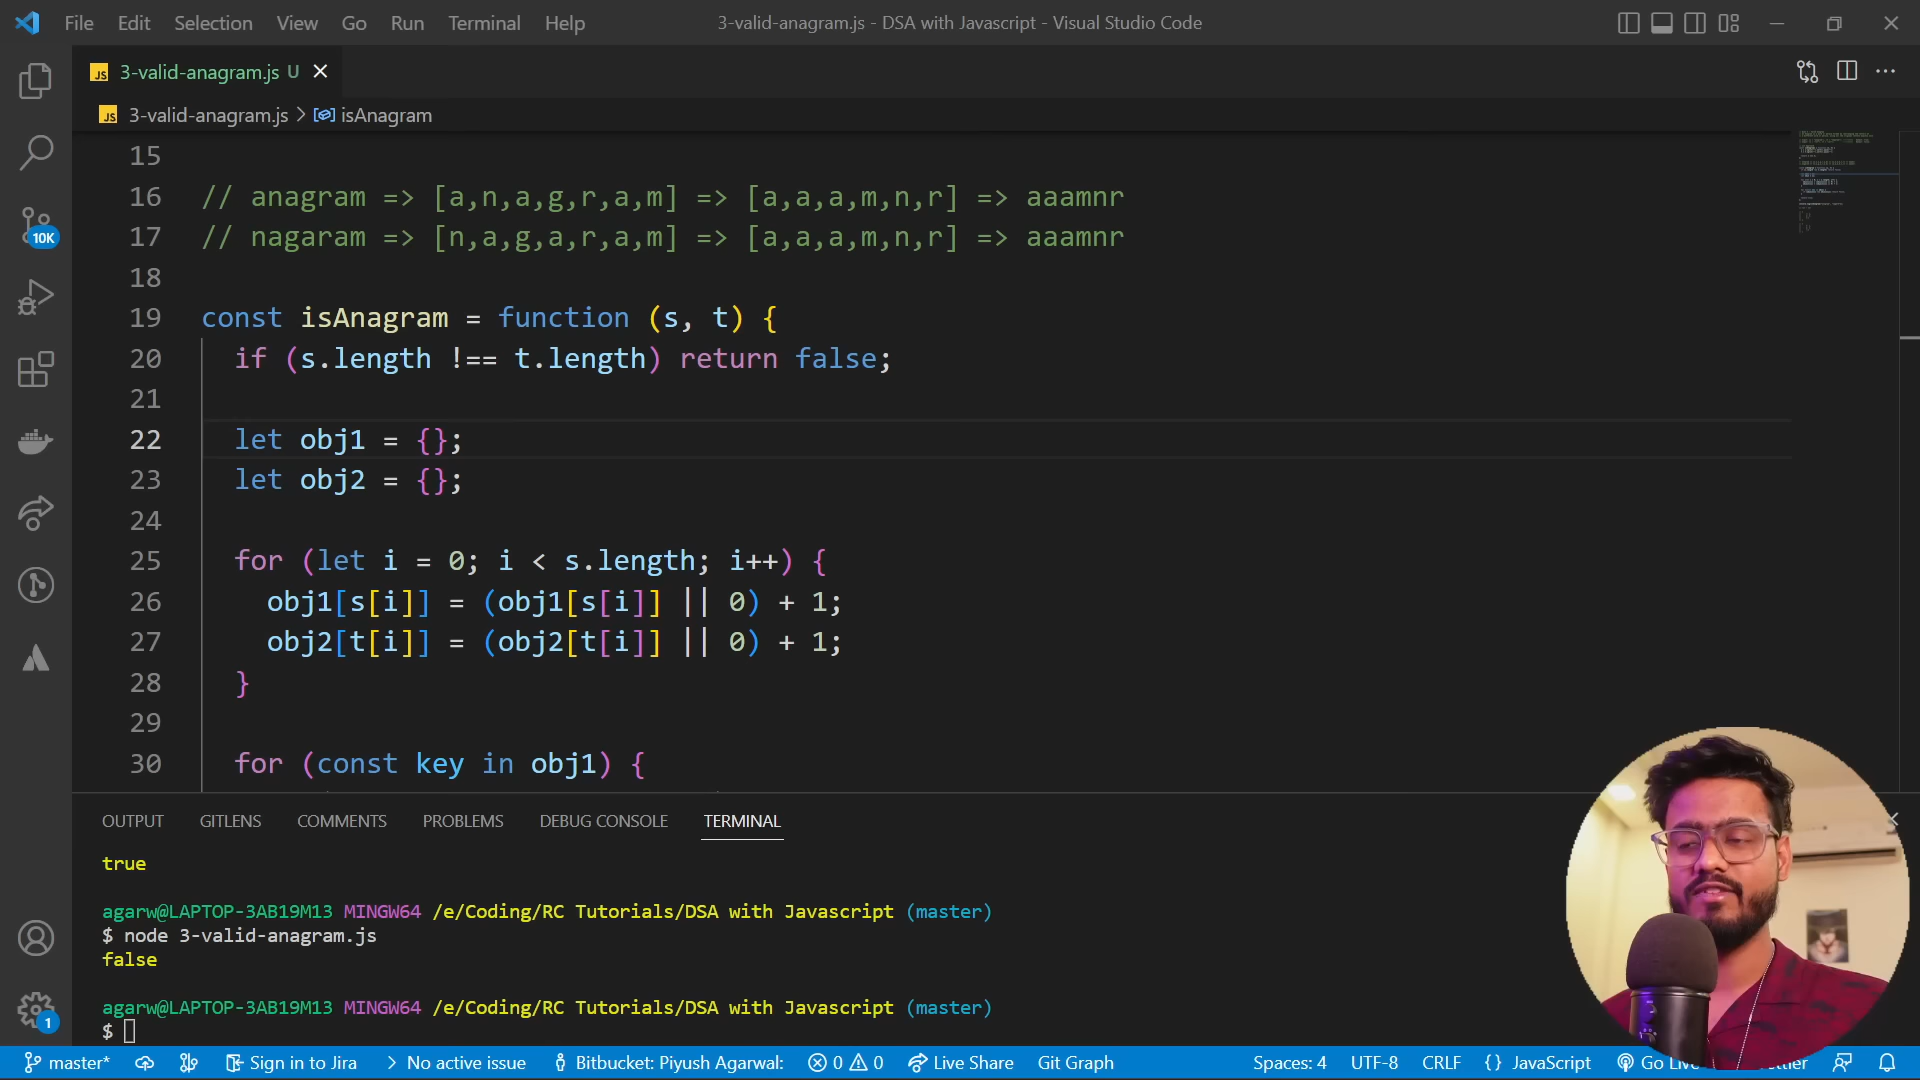 File Edit Selection View Go Run Terminal Help 3-valid-anagram.js - DSA with Javascript - Visual Studio Code
JS 3-valid-anagram.js U
JS 3-valid-anagram.js > isAnagram
15
16 // anagram => [a,n,a,g,r,a,m] => [a,a,a,m,n,r] => aaamnr
17 // nagaram => [n,a,g,a,r,a,m] => [a,a,a,m,n,r] => aaamnr
18
19 const isAnagram = function (s, t) {
20 if (s.length !== t.length) return false;
21
22 let obj1 = {};
23 let obj2 = {};
24
25 for (let i = 0; i < s.length; i++) {
26 obj1[s[i]] = (obj1[s[i]] || 0) + 1;
27 obj2[t[i]] = (obj2[t[i]] || 0) + 1;
28 }
29
30 for (const key in obj1) {
10K
OUTPUT GITLENS COMMENTS PROBLEMS DEBUG CONSOLE TERMINAL
true
agarw@LAPTOP-3AB19M13 MINGW64 /e/Coding/RC Tutorials/DSA with Javascript (master)
$ node 3-valid-anagram.js
false
agarw@LAPTOP-3AB19M13 MINGW64 /e/Coding/RC Tutorials/DSA with Javascript (master)
$
1
master* Sign in to Jira > No active issue Bitbucket: Piyush Agarwal: 0 0 Live Share Git Graph Spaces: 4 UTF-8 CRLF {} JavaScript Go